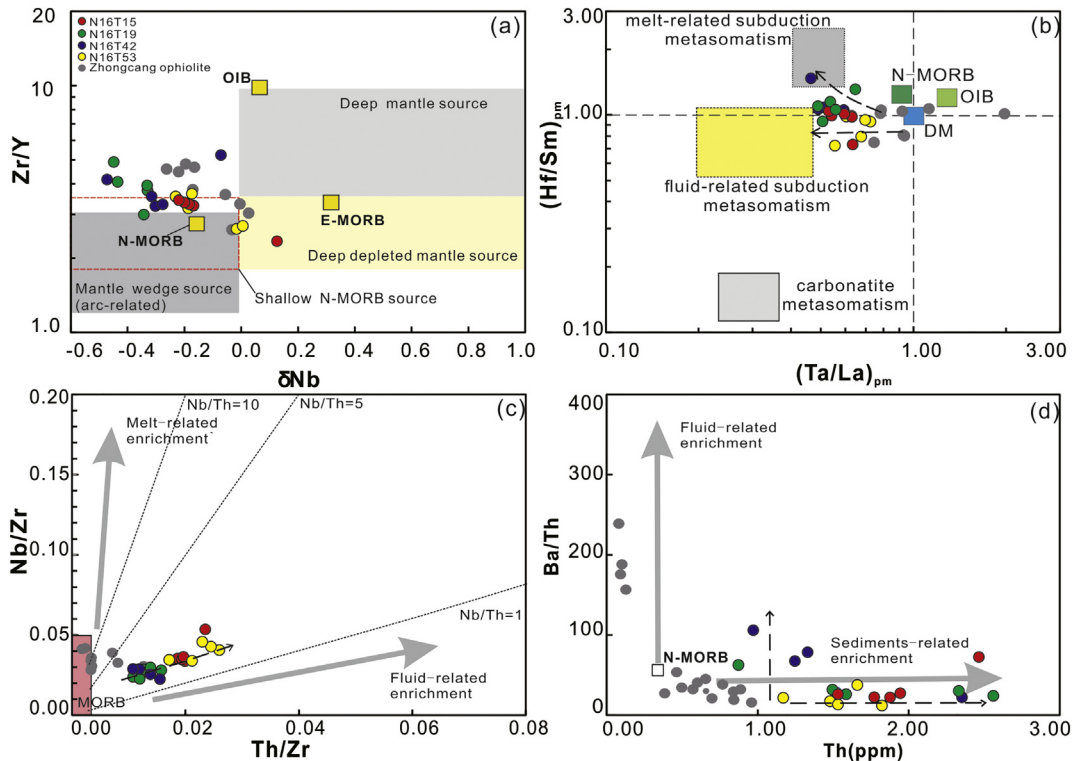 20
10
1.0
Zr/Y
(a)
N16T15
N16T19
N16T42
N16T53
Zhongcang ophiolite
OIB
Deep mantle source
N-MORB
E-MORB
Deep depleted mantle source
Mantle wedge source
(arc-related)
Shallow N-MORB
source
-0.6 -0.4 -0.2 0.0 0.2 0.4 0.6 0.8 1.0
δNb
3.00
1.00
0.10
(Hf/Sm)pm
(b)
melt-related subduction
metasomatism
N-MORB
OIB
DM
fluid-related subduction
metasomatism
carbonatite
metasomatism
0.10 1.00 3.00
(Ta/La)pm
0.20
0.15
0.10
0.05
0.00
Nb/Zr
(c)
Nb/Th=10
Nb/Th=5
Melt-related
enrichment
Nb/Th=1
MORB
Fluid-related
enrichment
0.00 0.02 0.04 0.06 0.08
Th/Zr
400
300
200
100
0
Ba/Th
(d)
Fluid-related
enrichment
N-MORB
Sediments-related
enrichment
0.00 1.00 2.00 3.00
Th(ppm)